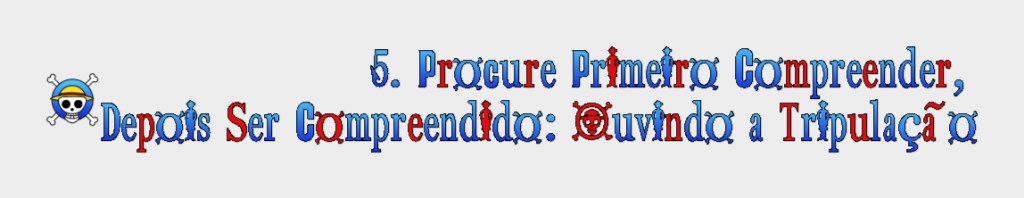 5. Procure Primeiro Compreender,
Depois Ser Compreendido: Ouvindo a Tripulação